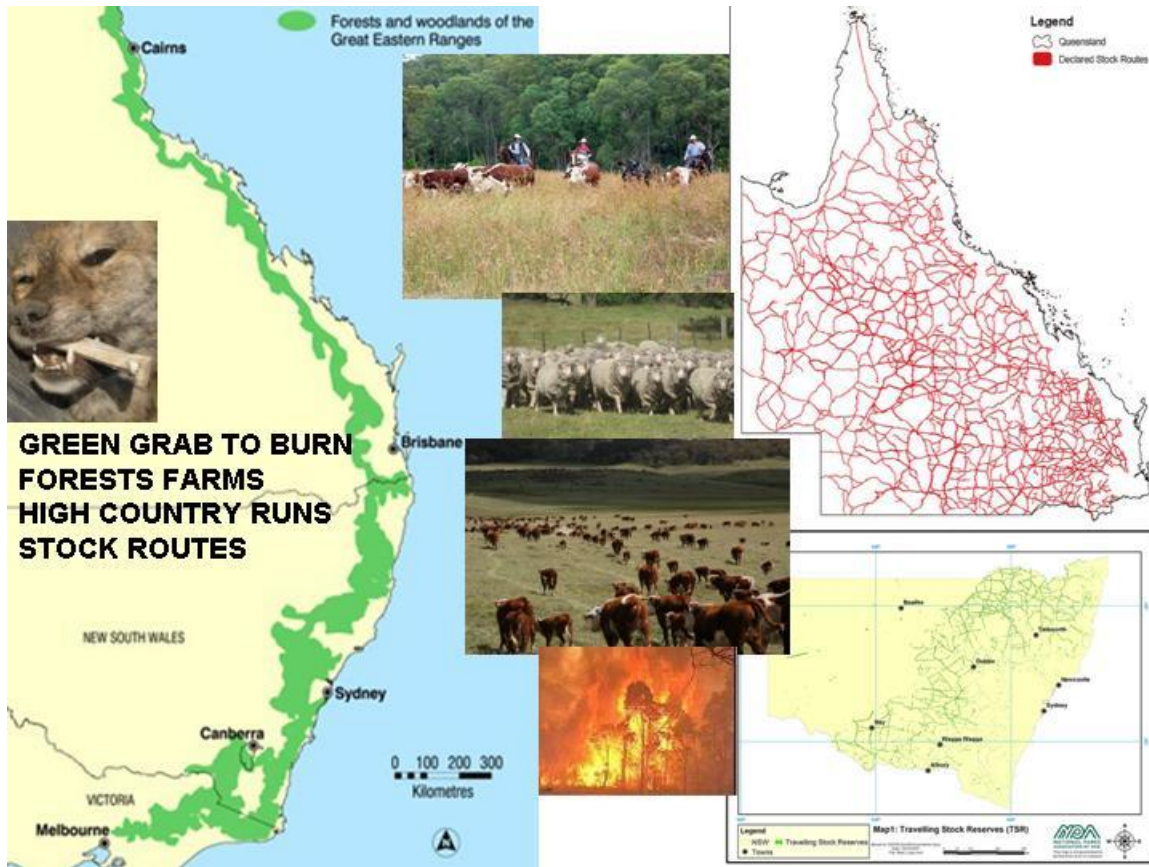 Forests and woodlands of the
Great Eastern Ranges
Cairns
Brisbane
GREEN GRAB TO BURN
FORESTS FARMS
HIGH COUNTRY RUNS
STOCK ROUTES
NEW SOUTH WALES
Sydney
Canberra
VICTORIA
Melbourne
0 100 200 300
Kilometres
Legend
Queensland
Declared Stock Routes
Tamworth
Dubbo
Newcastle
Sydney
Hay
Wagga Wagga
Albury
Legend
NSW Travelling Stock Reserves
Towns
Map1: Travelling Stock Reserves (TSR)
NPA
NATIONAL PARKS